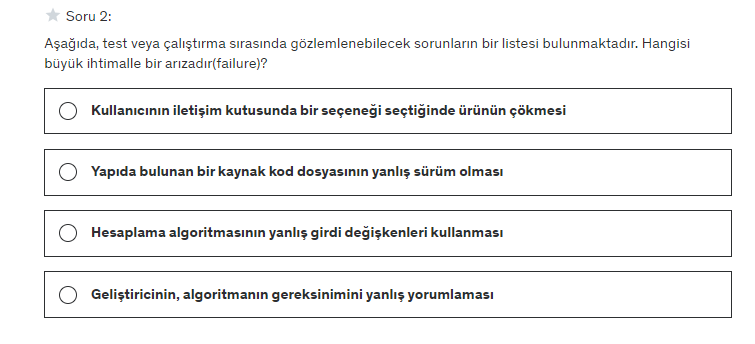 Soru 2:
Aşağıda, test veya çalıştırma sırasında gözlemlenebilecek sorunların bir listesi bulunmaktadır. Hangisi
büyük ihtimalle bir arızadır(failure)?
Kullanıcının iletişim kutusunda bir seçeneği seçtiğinde ürünün çökmesi
Yapıda bulunan bir kaynak kod dosyasının yanlış sürüm olması
Hesaplama algoritmasının yanlış girdi değişkenleri kullanması
Geliştiricinin, algoritmanın gereksinimini yanlış yorumlaması